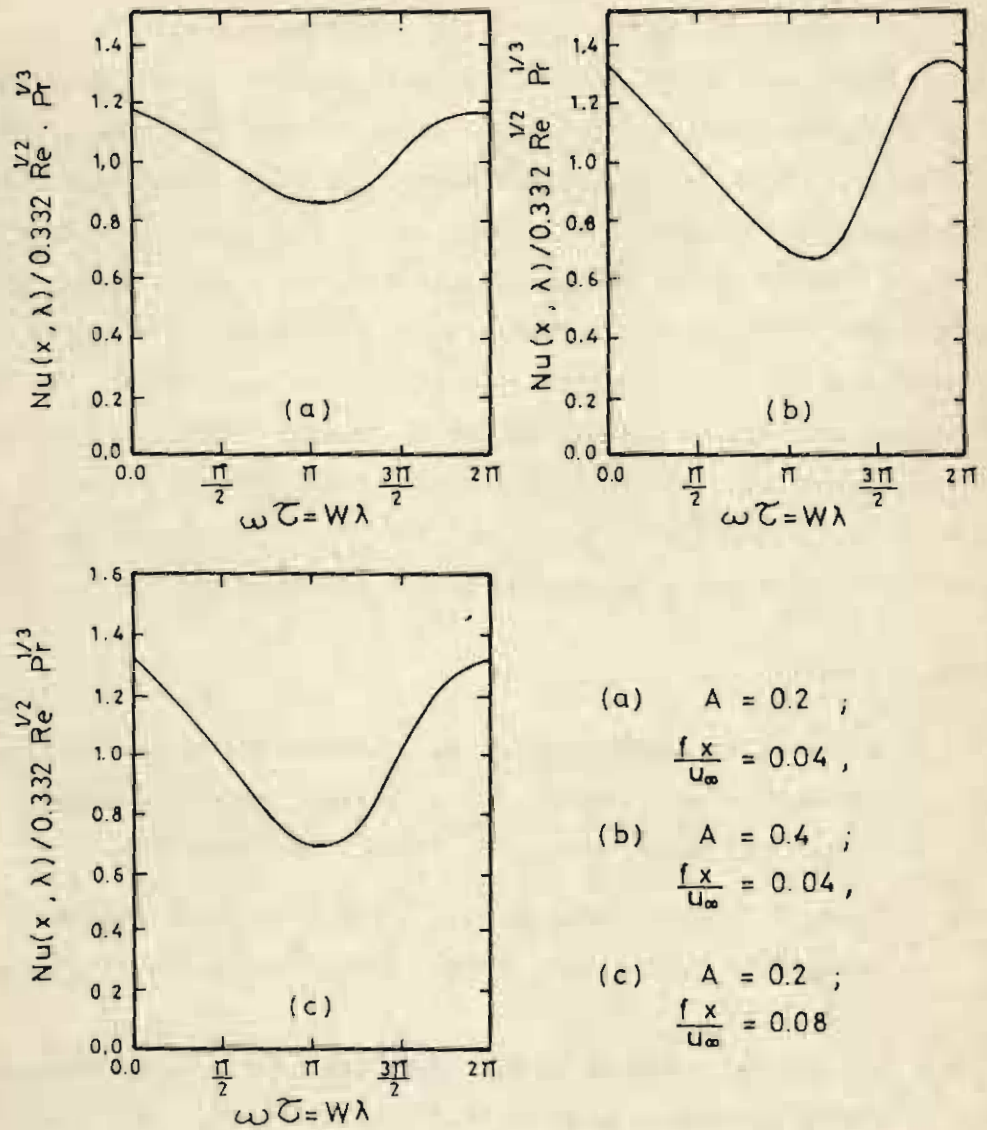 1.4
1.2
1,0
0.8
0.6
0.4
0.2
0,0
Nu(x, λ)/0.332 Re^1/2 · Pr^1/3
(a)
0.0 π/2 π 3π/2 2π
ωτ=Wλ
1,4
1.2
1.0
0.8
0.6
0.4
0.2
0.0
Nu(x, λ)/0.332 Re^1/2 Pr^1/3
(b)
0.0 π/2 π 3π/2 2π
ωτ=Wλ
1.6
1.4
1.2
1.0
0.8
0.6
0.4
0.2
0,0
Nu(x, λ)/0.332 Re^1/2 Pr^1/3
(c)
0.0 π/2 π 3π/2 2π
ωτ=Wλ
(a) A = 0.2 ;
f x/u∞ = 0.04 ,
(b) A = 0.4 ;
f x/u∞ = 0.04 ,
(c) A = 0.2 ;
f x/u∞ = 0.08